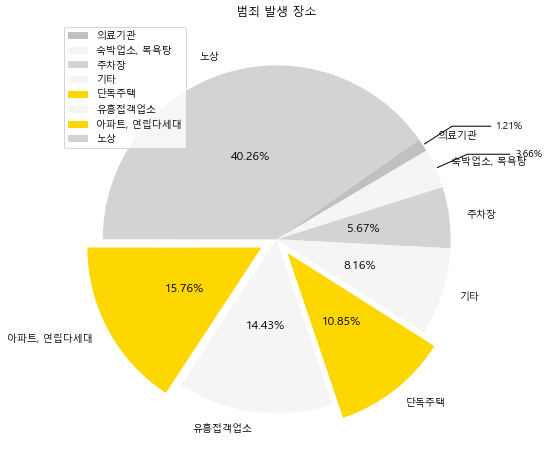 범죄 발생 장소
의료기관
숙박업소, 목욕탕
주차장
기타
단독주택
유흥접객업소
아파트, 연립다세대
노상
노상
40.26%
1.21%
의료기관
3.66%
숙박업소, 목욕탕
5.67%
주차장
8.16%
기타
10.85%
단독주택
14.43%
유흥접객업소
15.76%
아파트, 연립다세대